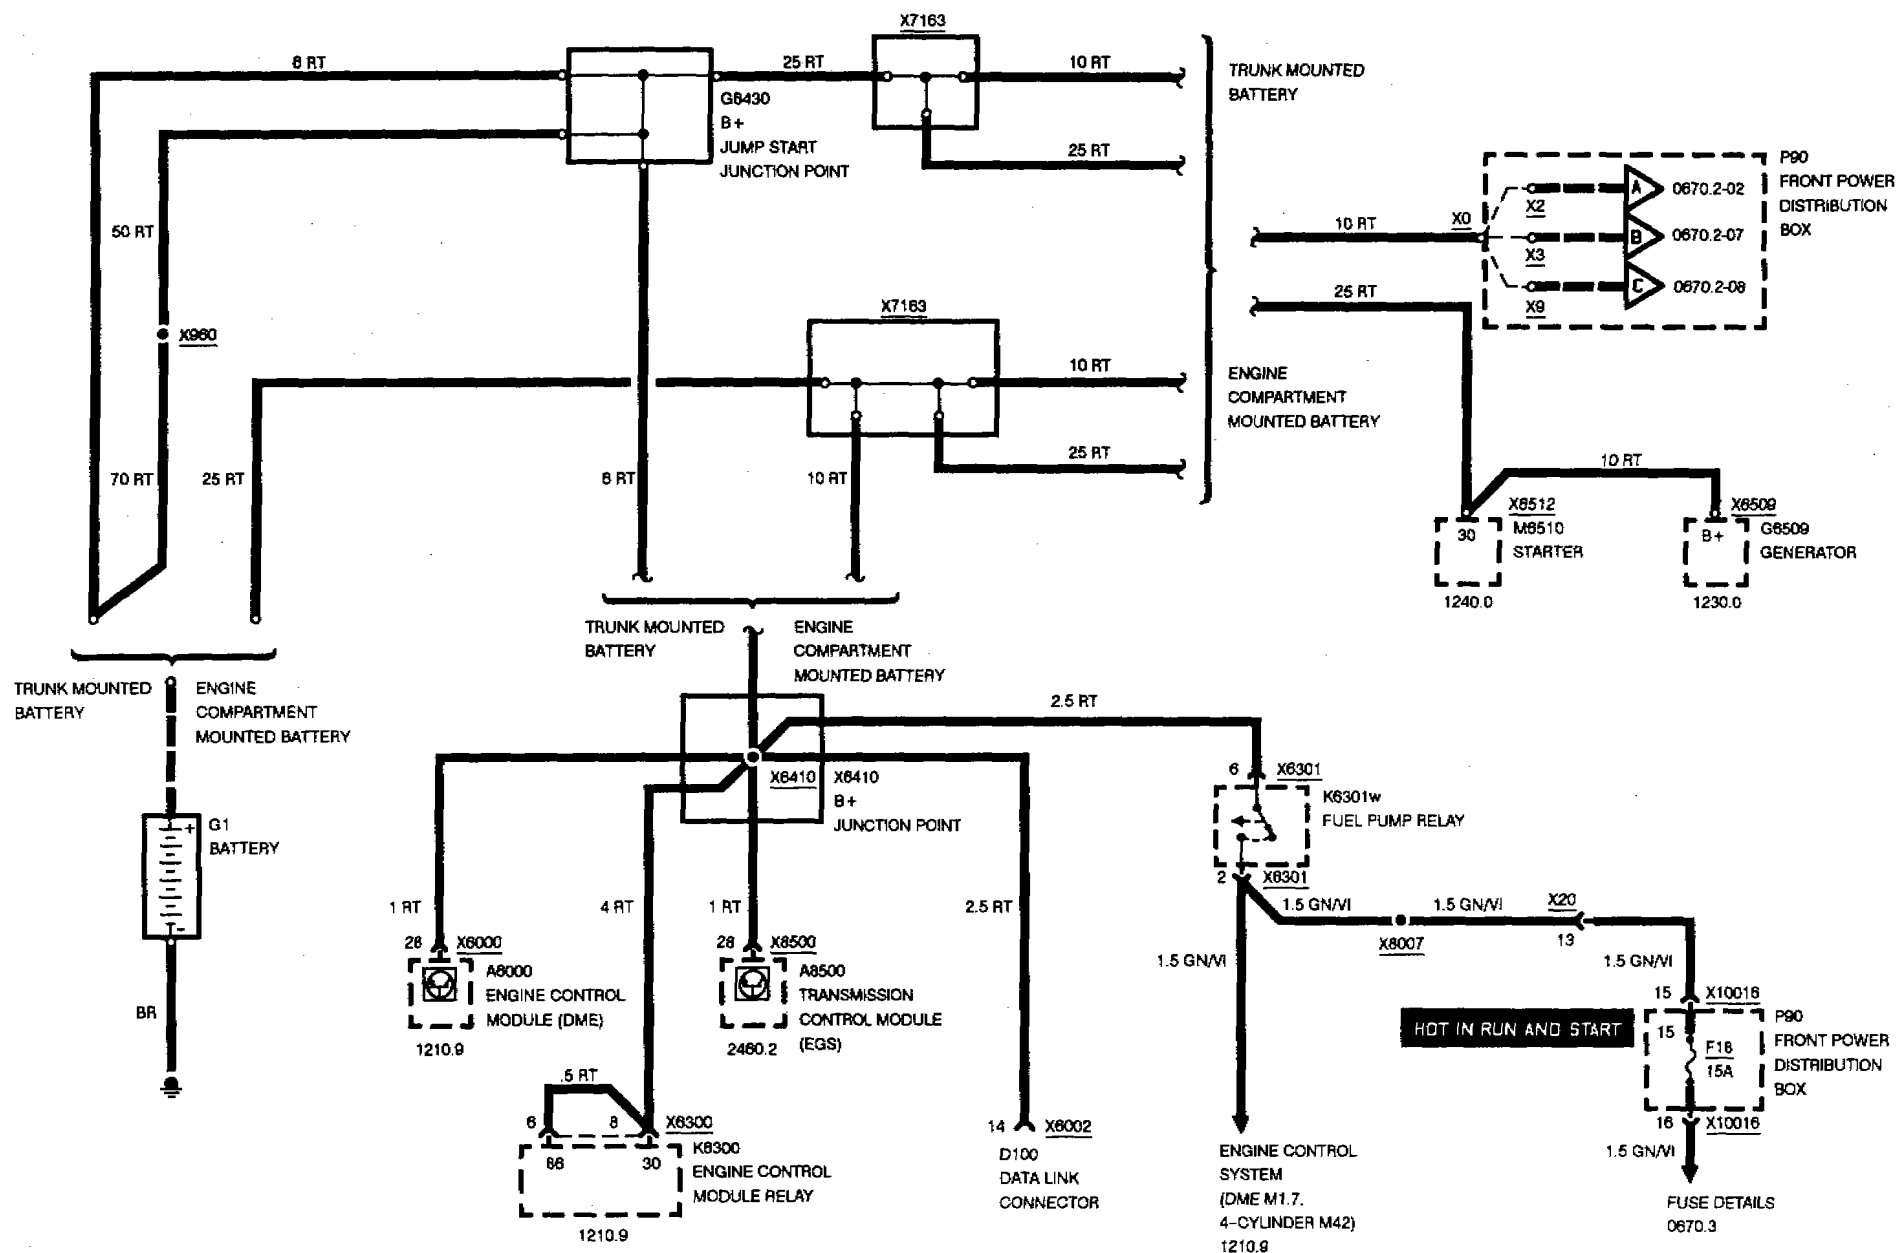 X7163
8 RT
25 RT
10 RT
TRUNK MOUNTED
BATTERY
G6430
B+
JUMP START
JUNCTION POINT
25 RT
P90
FRONT POWER
DISTRIBUTION
BOX
A
0670.2-02
X2
50 RT
10 RT
X0
B
0670.2-07
X3
C
0670.2-08
X9
25 RT
X960
X7163
10 RT
ENGINE
COMPARTMENT
MOUNTED BATTERY
25 RT
70 RT
25 RT
8 RT
10 RT
10 RT
X6512
M6510
STARTER
30
1240.0
X6509
G6509
GENERATOR
B+
1230.0
TRUNK MOUNTED
BATTERY
ENGINE
COMPARTMENT
MOUNTED BATTERY
TRUNK MOUNTED
BATTERY
ENGINE
COMPARTMENT
MOUNTED BATTERY
2.5 RT
X6410
X6410
B+
JUNCTION POINT
6
X6301
K6301w
FUEL PUMP RELAY
+
G1
BATTERY
-
2
X6301
1.5 GN/VI
1.5 GN/VI
X20
13
X8007
1 RT
4 RT
1 RT
2.5 RT
1.5 GN/VI
1.5 GN/VI
26
X6000
A6000
ENGINE CONTROL
MODULE (DME)
1210.9
28
X8500
A8500
TRANSMISSION
CONTROL MODULE
(EGS)
2460.2
BR
15
X10016
HOT IN RUN AND START
15
F18
15A
P90
FRONT POWER
DISTRIBUTION
BOX
16
X10016
1.5 GN/VI
FUSE DETAILS
0670.3
.5 RT
6
8
X6300
86
30
K6300
ENGINE CONTROL
MODULE RELAY
1210.9
14
X6002
D100
DATA LINK
CONNECTOR
ENGINE CONTROL
SYSTEM
(DME M1.7,
4-CYLINDER M42)
1210.9